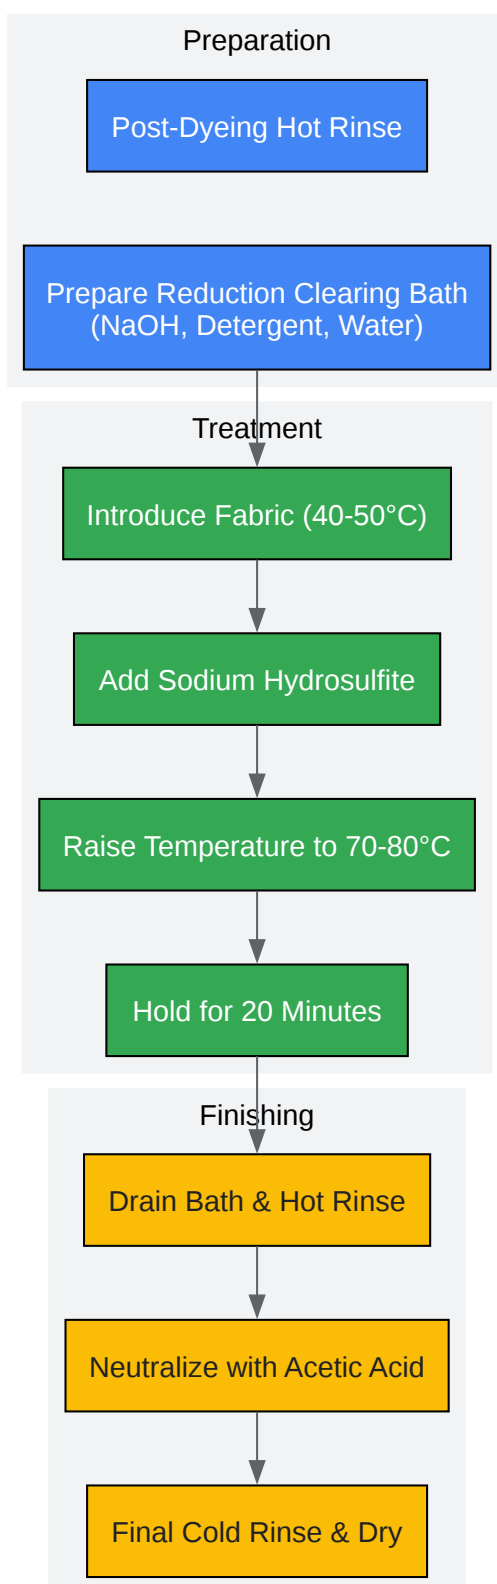 Preparation
Post-Dyeing Hot Rinse
Prepare Reduction Clearing Bath
(NaOH, Detergent, Water)
Treatment
Introduce Fabric (40-50°C)
Add Sodium Hydrosulfite
Raise Temperature to 70-80°C
Hold for 20 Minutes
Finishing
Drain Bath & Hot Rinse
Neutralize with Acetic Acid
Final Cold Rinse & Dry